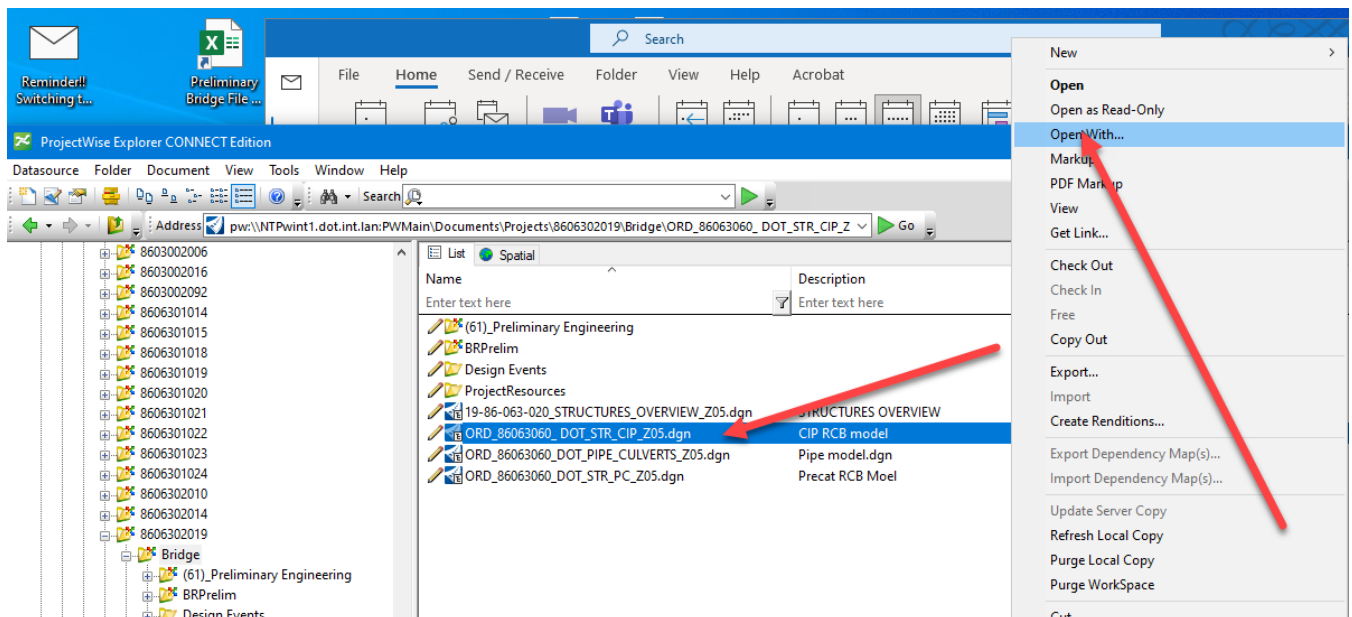 Reminder!!
Switching t...
Preliminary
Bridge File ...
Search
File Home Send / Receive Folder View Help Acrobat
ProjectWise Explorer CONNECT Edition
Datasource Folder Document View Tools Window Help
Search
Address pw:\\NTPwint1.dot.int.lan:PWMain\Documents\Projects\8606302019\Bridge\ORD_86063060_ DOT_STR_CIP_Z Go
8603002006
8603002016
8603002092
8606301014
8606301015
8606301018
8606301019
8606301020
8606301021
8606301022
8606301023
8606301024
8606302010
8606302014
8606302019
Bridge
(61)_Preliminary Engineering
BRPrelim
Design Events
List Spatial
Name Description
Enter text here Enter text here
(61)_Preliminary Engineering
BRPrelim
Design Events
ProjectResources
19-86-063-020_STRUCTURES_OVERVIEW_Z05.dgn STRUCTURES OVERVIEW
ORD_86063060_ DOT_STR_CIP_Z05.dgn CIP RCB model
ORD_86063060_DOT_PIPE_CULVERTS_Z05.dgn Pipe model.dgn
ORD_86063060_DOT_STR_PC_Z05.dgn Precat RCB Moel
New
Open
Open as Read-Only
Open With...
Markup
PDF Markup
View
Get Link...
Check Out
Check In
Free
Copy Out
Export...
Import
Create Renditions...
Export Dependency Map(s)...
Import Dependency Map(s)...
Update Server Copy
Refresh Local Copy
Purge Local Copy
Purge WorkSpace
Cut